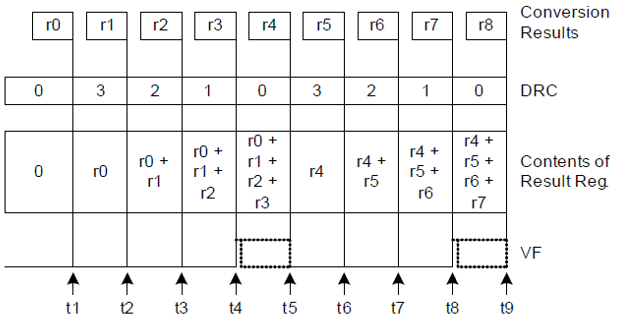 r0 r1 r2 r3 r4 r5 r6 r7 r8 Conversion
Results
0 3 2 1 0 3 2 1 0 DRC
0 r0 r0 +
r1 r0 +
r1 +
r2 r0 +
r1 +
r2 +
r3 r4 r4 +
r5 r4 +
r5 +
r6 r4 +
r5 +
r6 +
r7 Contents of
Result Reg.
VF
t1 t2 t3 t4 t5 t6 t7 t8 t9